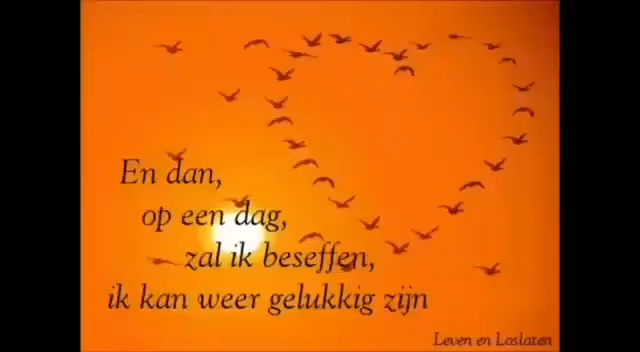 En dan,
op een dag,
zal ik beseffen,
ik kan weer gelukkig zijn
Leven en Loslaten